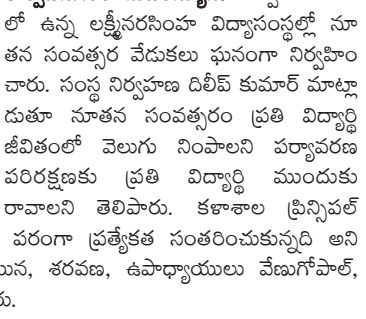 లో ఉన్న లక్ష్మీనరసింహ విద్యాసంస్థల్లో నూ
తన సంవత్సర వేడుకలు ఘనంగా నిర్వహిం
చారు. సంస్థ నిర్వహణ దిలీప్ కుమార్ మాట్లా
డుతూ నూతన సంవత్సరం ప్రతి విద్యార్థి
జీవితంలో వెలుగు నింపాలని పర్యావరణ
పరిరక్షణకు ప్రతి విద్యార్థి ముందుకు
రావాలని తెలిపారు. కళాశాల ప్రిన్సిపల్
పరంగా ప్రత్యేకత సంతరించుకున్నది అని
శరవణ, ఉపాధ్యాయులు వేణుగోపాల్,